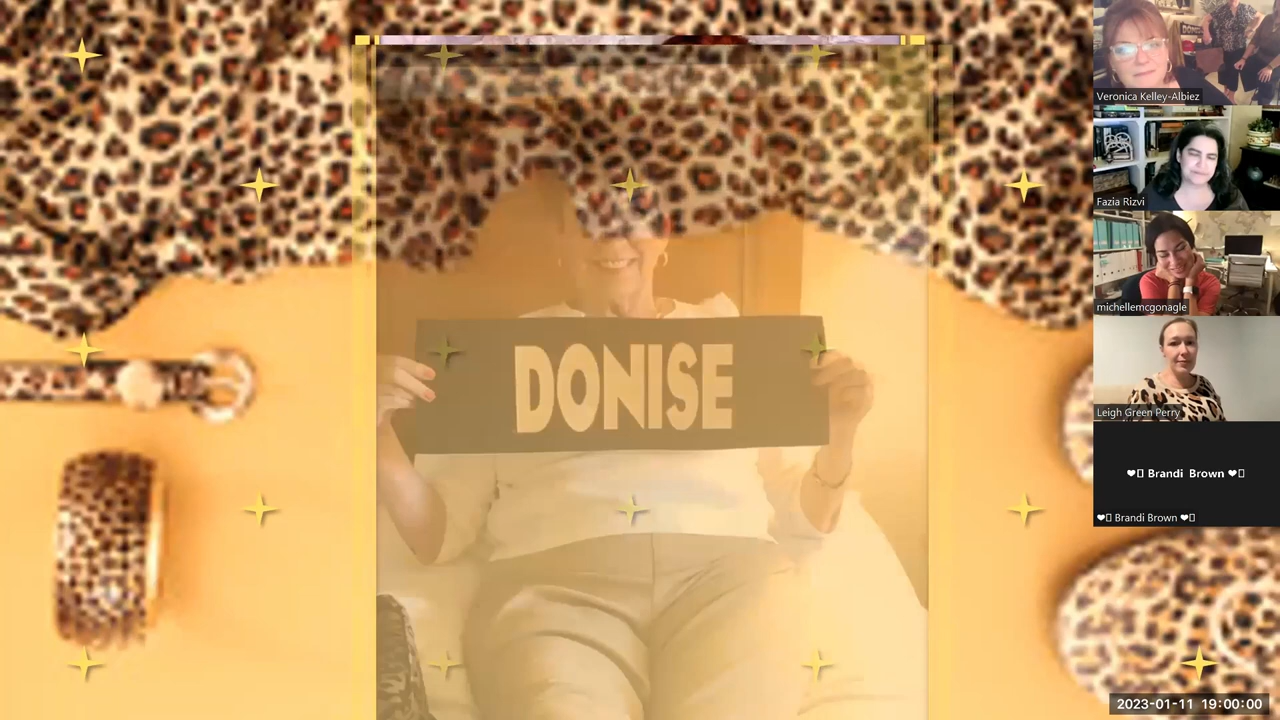 DONISE
DONISE
Veronica Kelley-Albiez
Fazia Rizvi
michellemcgonagle
Leigh Green Perry
❤▯ Brandi Brown ❤▯
❤▯ Brandi Brown ❤▯
2023-01-11 19:00:00